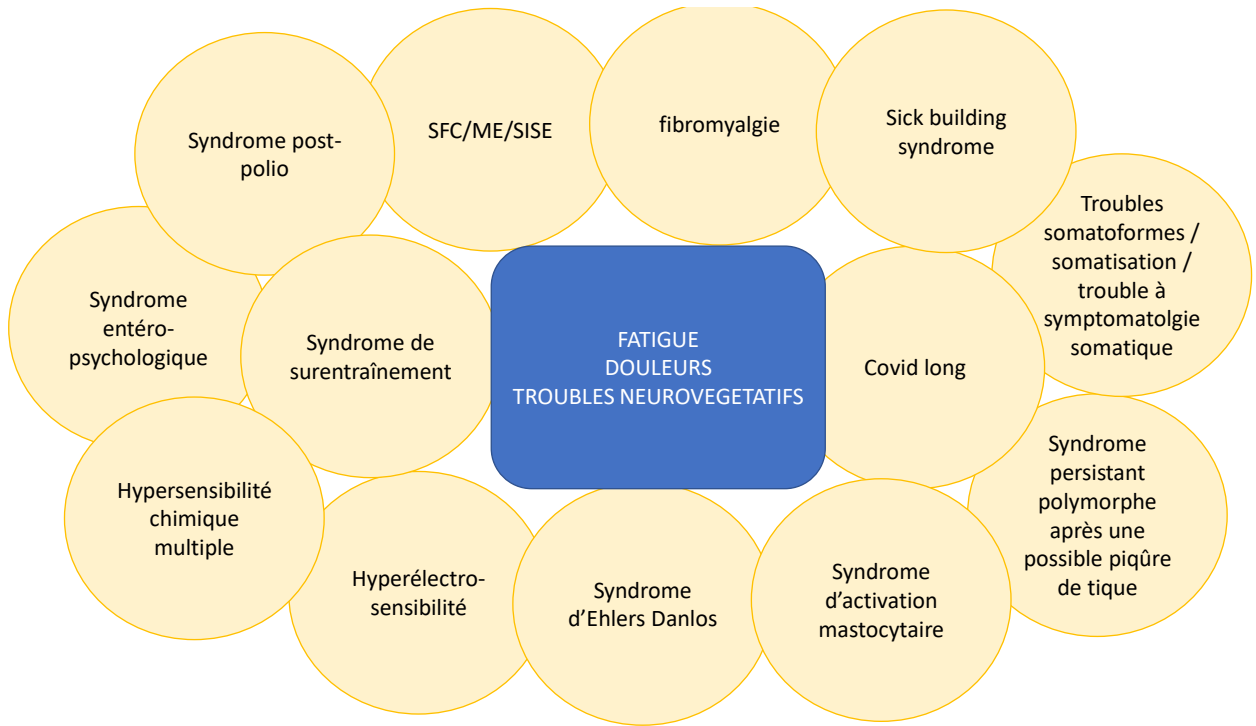 Syndrome post-
polio
SFC/ME/SISE
fibromyalgie
Sick building
syndrome
Troubles
somatoformes /
somatisation /
trouble à
symptomatolgie
somatique
Syndrome
entéro-
psychologique
Syndrome de
surentraînement
FATIGUE
DOULEURS
TROUBLES NEUROVEGETATIFS
Covid long
Hypersensibilité
chimique
multiple
Hyperélectro-
sensibilité
Syndrome
d’Ehlers Danlos
Syndrome
d’activation
mastocytaire
Syndrome
persistant
polymorphe
après une
possible piqûre
de tique